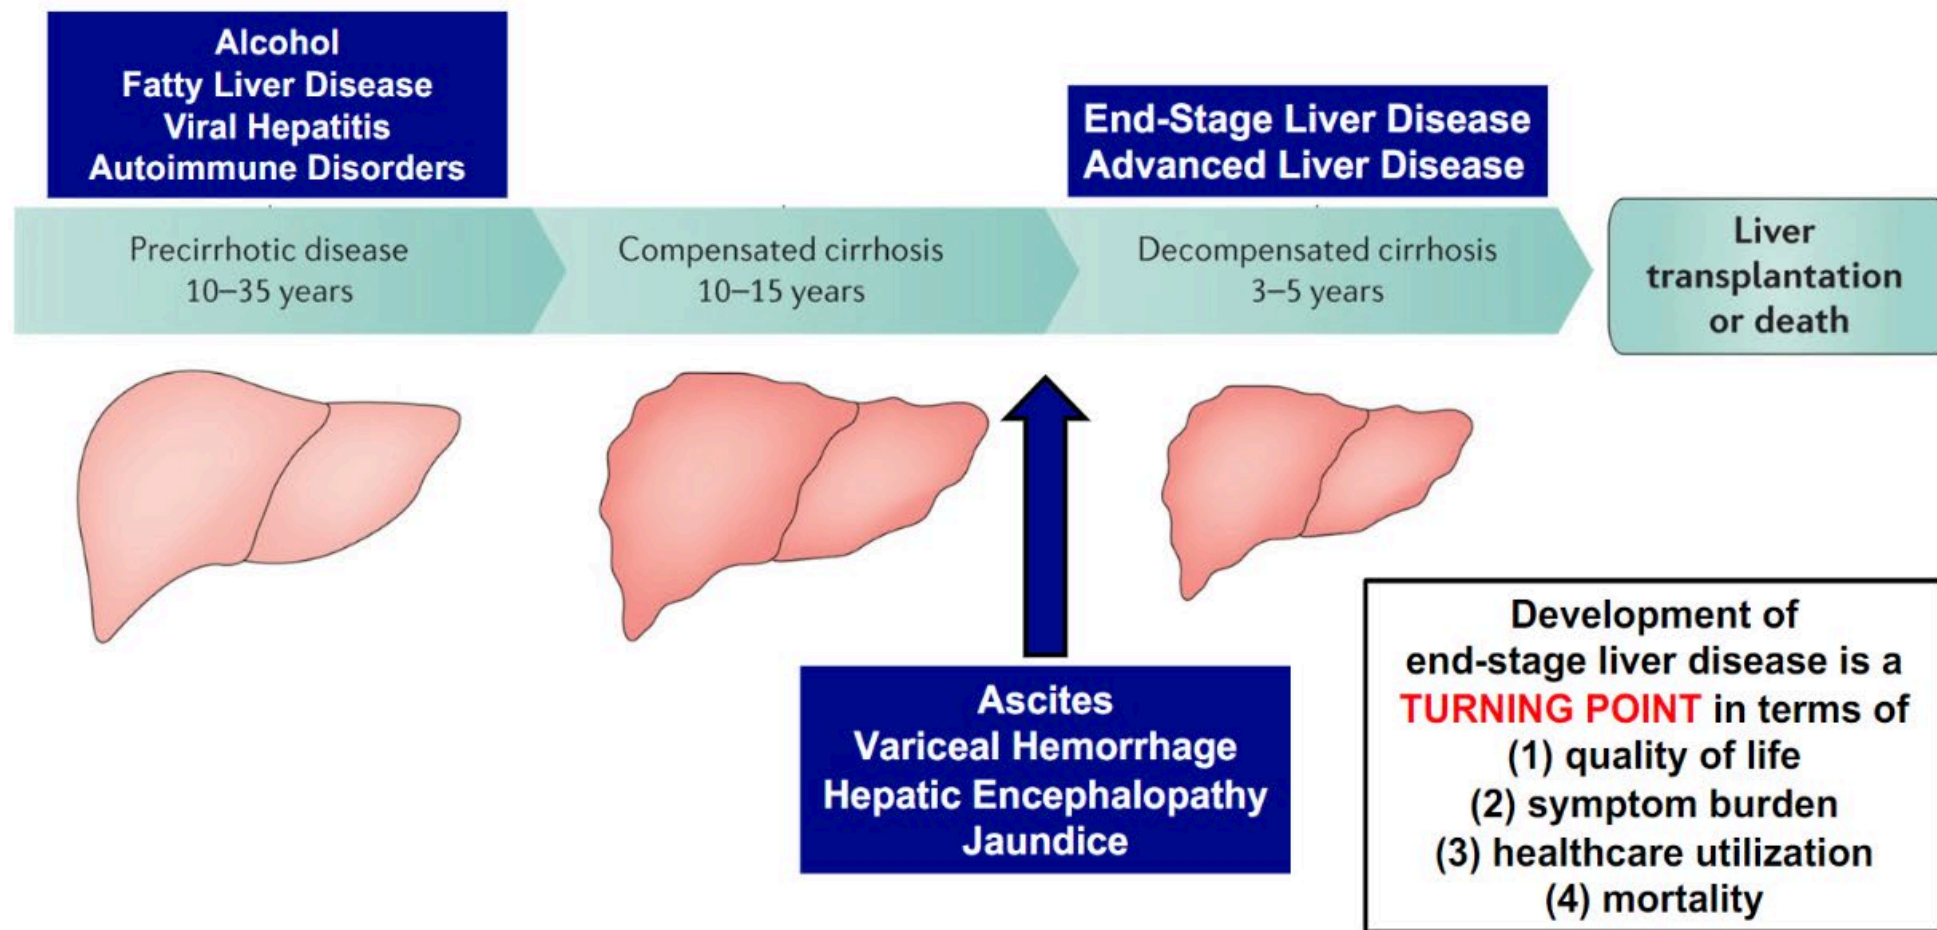 Alcohol
Fatty Liver Disease
Viral Hepatitis
Autoimmune Disorders
End-Stage Liver Disease
Advanced Liver Disease
Precirrhotic disease
10–35 years
Compensated cirrhosis
10–15 years
Decompensated cirrhosis
3–5 years
Liver
transplantation
or death
Ascites
Variceal Hemorrhage
Hepatic Encephalopathy
Jaundice
Development of
end-stage liver disease is a
TURNING POINT in terms of
(1) quality of life
(2) symptom burden
(3) healthcare utilization
(4) mortality